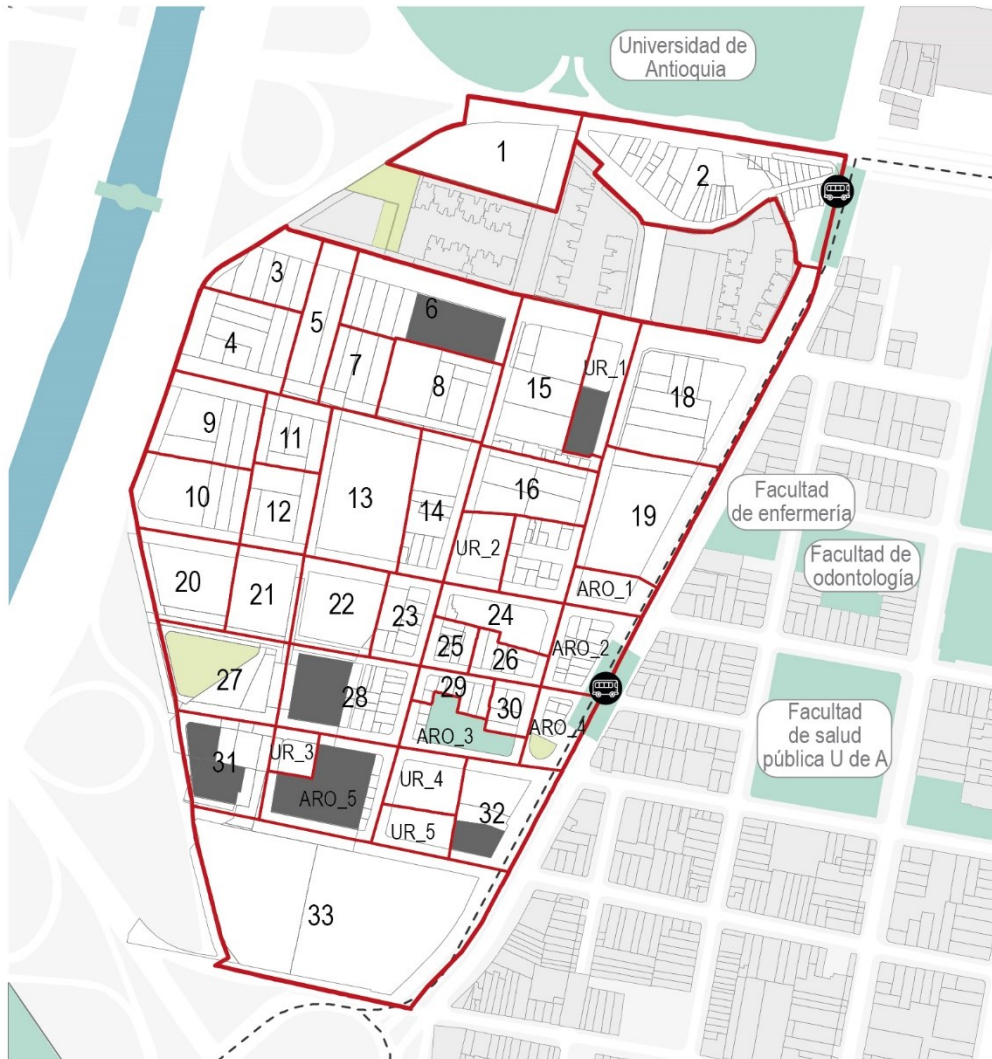 Universidad de
Antioquia
1
2
3
6
5
4
UR_1
7
8
15
18
9
11
13
16
Facultad
de enfermería
10
12
14
19
UR_2
Facultad de
odontología
20
21
22
ARO_1
23
24
25
26
ARO_2
27
28
29
30
ARO_3
ARO_4
Facultad
de salud
pública U de A
31
UR_3
UR_4
ARO_5
32
UR_5
33